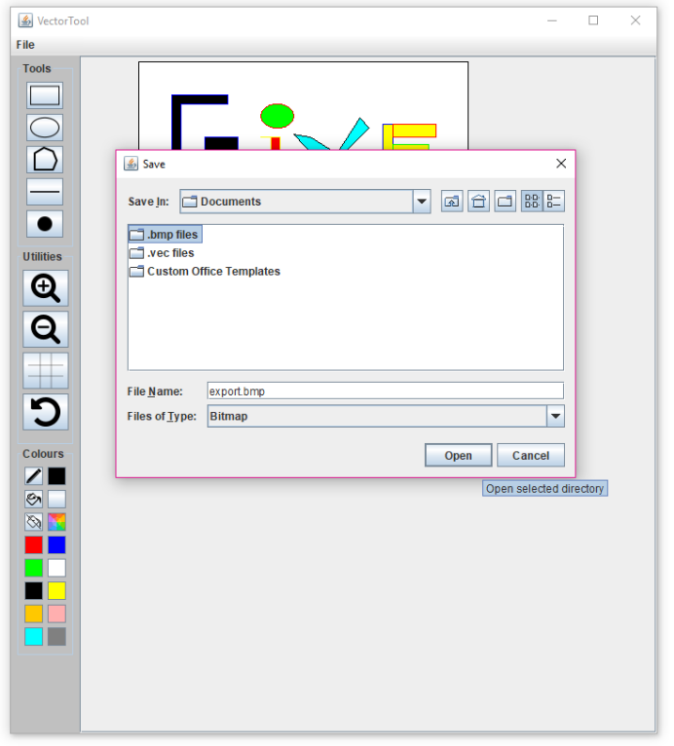 VectorTool
File
Tools
Save
Save In: Documents
.bmp files
.vec files
Custom Office Templates
Utilities
File Name: export.bmp
Files of Type: Bitmap
Open Cancel
Colours
Open selected directory